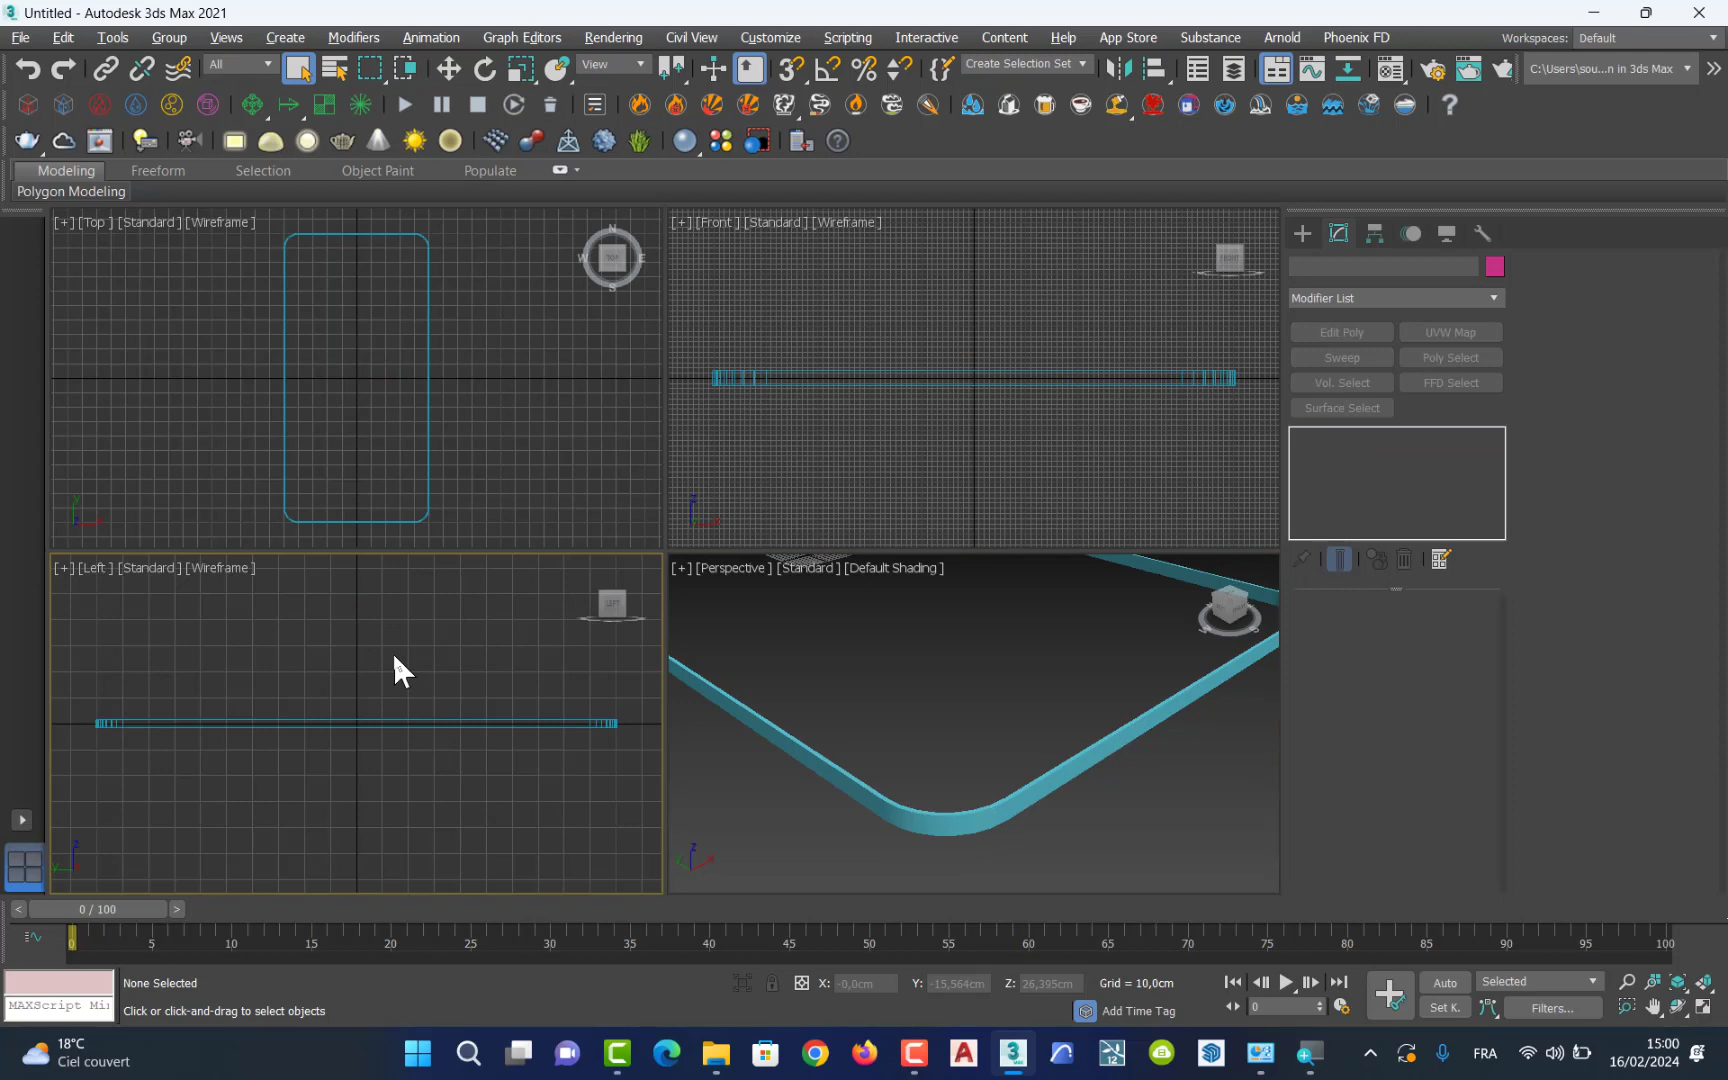 Untitled - Autodesk 3ds Max 2021
File Edit Tools Group Views Create Modifiers Animation Graph Editors Rendering Civil View Customize Scripting Interactive Content Help App Store Substance Arnold Phoenix FD Workspaces: Default
All View Create Selection Set C:\Users\sou...n in 3ds Max
Modeling Freeform Selection Object Paint Populate
Polygon Modeling
[+] [Top ] [Standard ] [Wireframe ]
[+] [Front ] [Standard ] [Wireframe ]
N
W TOP E
S
FRONT
Modifier List
Edit Poly UVW Map
Sweep Poly Select
Vol. Select FFD Select
Surface Select
y
z
[+] [Left ] [Standard ] [Wireframe ]
[+] [Perspective ] [Standard ] [Default Shading ]
LEFT
z
y
z
0 / 100
0 5 10 15 20 25 30 35 40 45 50 55 60 65 70 75 80 85 90 95 100
None Selected X: -0,0cm Y: -15,564cm Z: 26,395cm Grid = 10,0cm Auto Selected
MAXScript Mi
Click or click-and-drag to select objects Add Time Tag 0 Set K. Filters...
18°C
Ciel couvert
FRA
15:00
16/02/2024